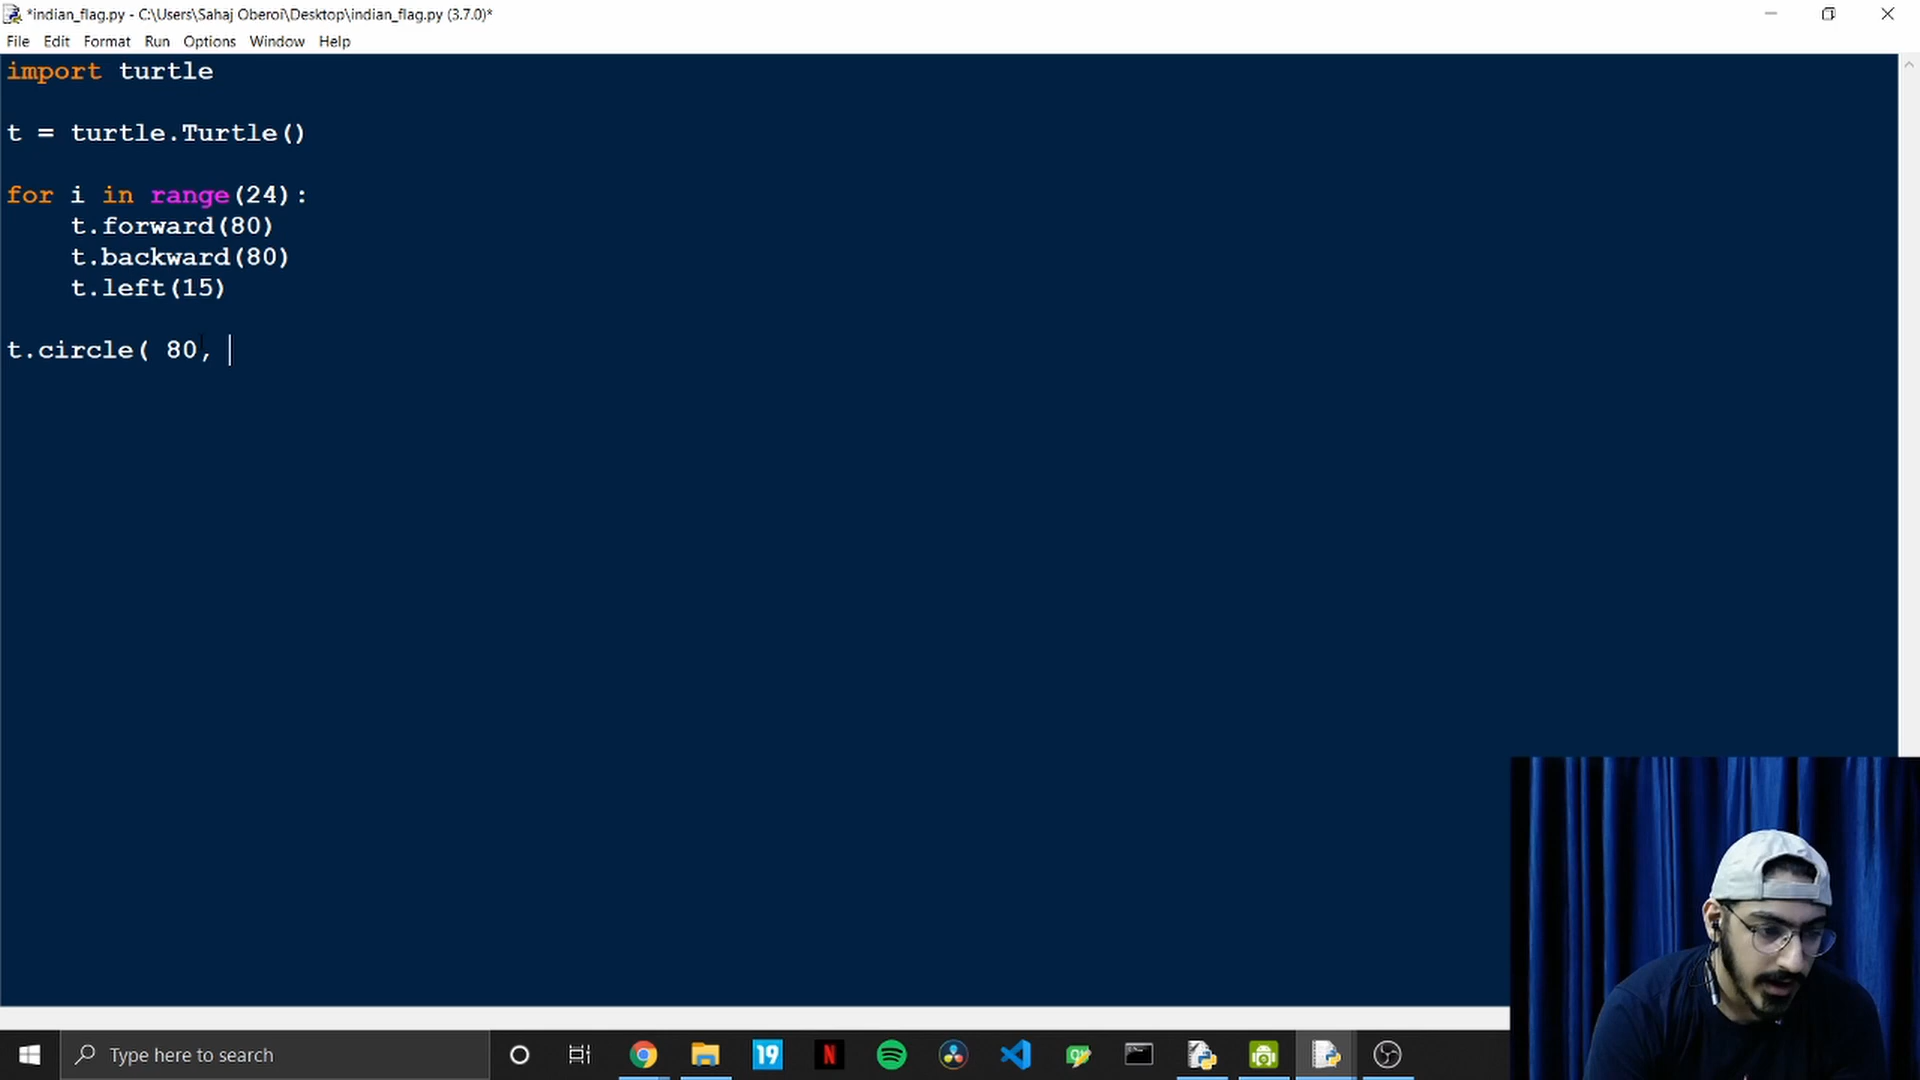 *indian_flag.py - C:\Users\Sahaj Oberoi\Desktop\indian_flag.py (3.7.0)*
File Edit Format Run Options Window Help
import turtle
t = turtle.Turtle()
for i in range(24):
    t.forward(80)
    t.backward(80)
    t.left(15)
t.circle( 80,
Type here to search
19
N